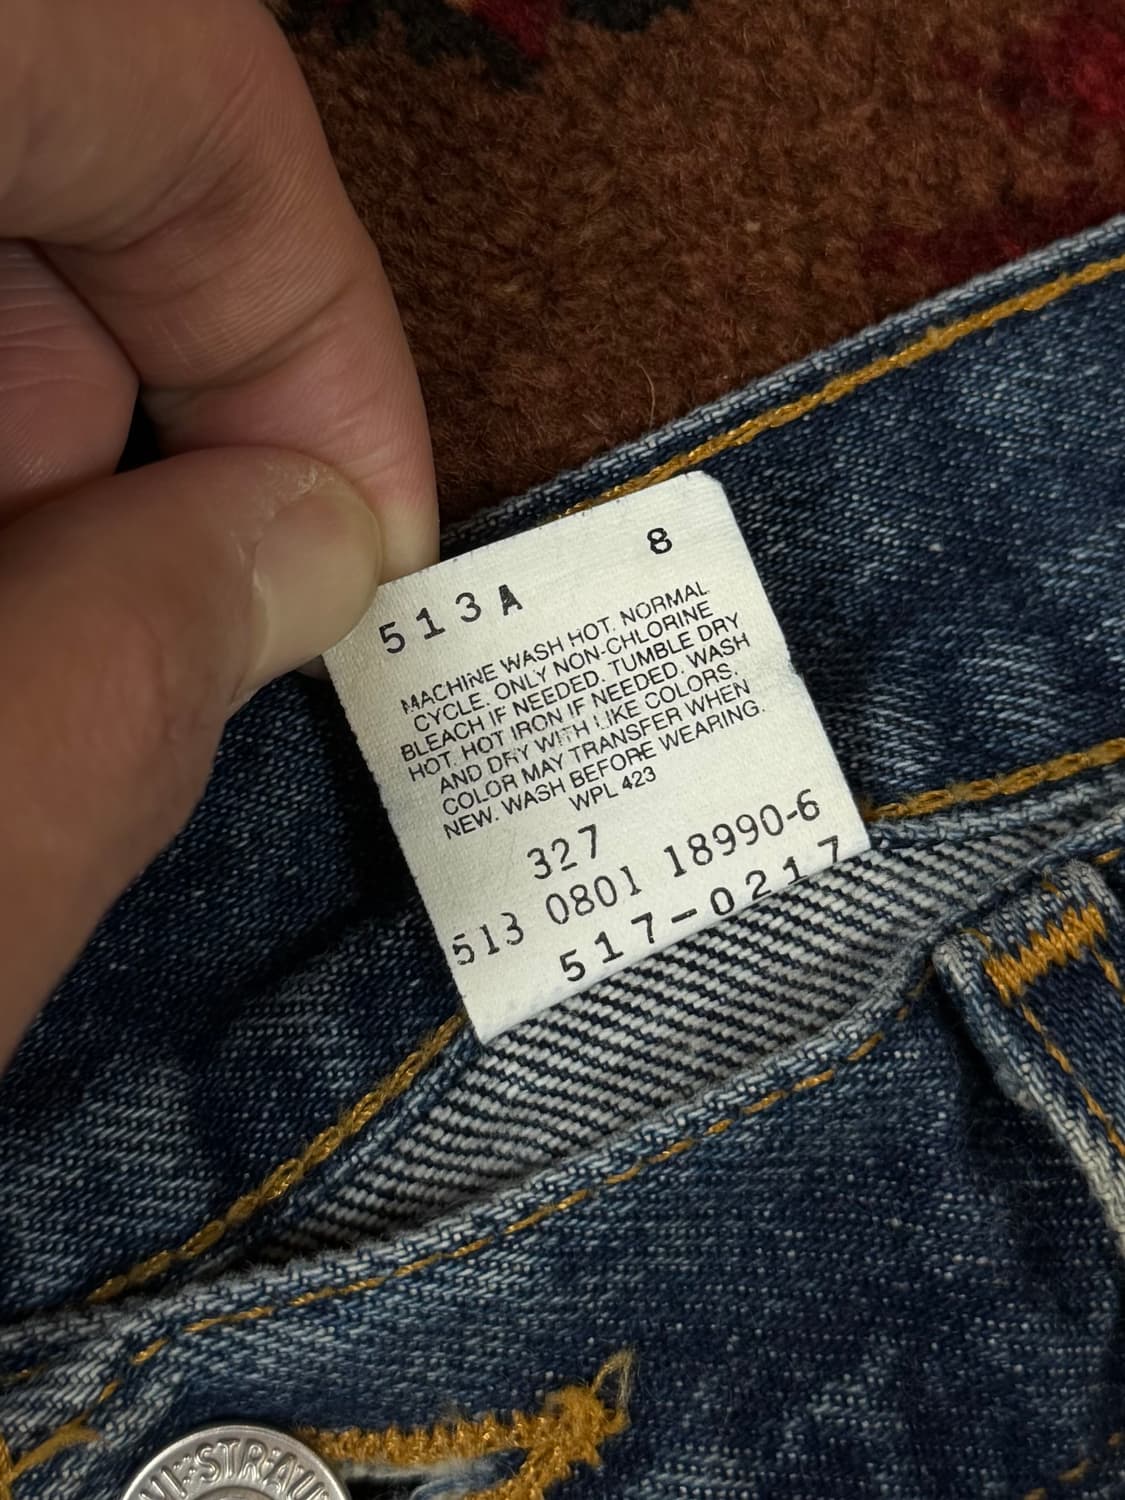 8
513A
MACHINE WASH HOT, NORMAL
CYCLE. ONLY NON-CHLORINE
BLEACH IF NEEDED. TUMBLE DRY
HOT. HOT IRON IF NEEDED. WASH
AND DRY WITH LIKE COLORS.
COLOR MAY TRANSFER WHEN
NEW. WASH BEFORE WEARING.
WPL 423
327
513 0801 18990-6
517-0217